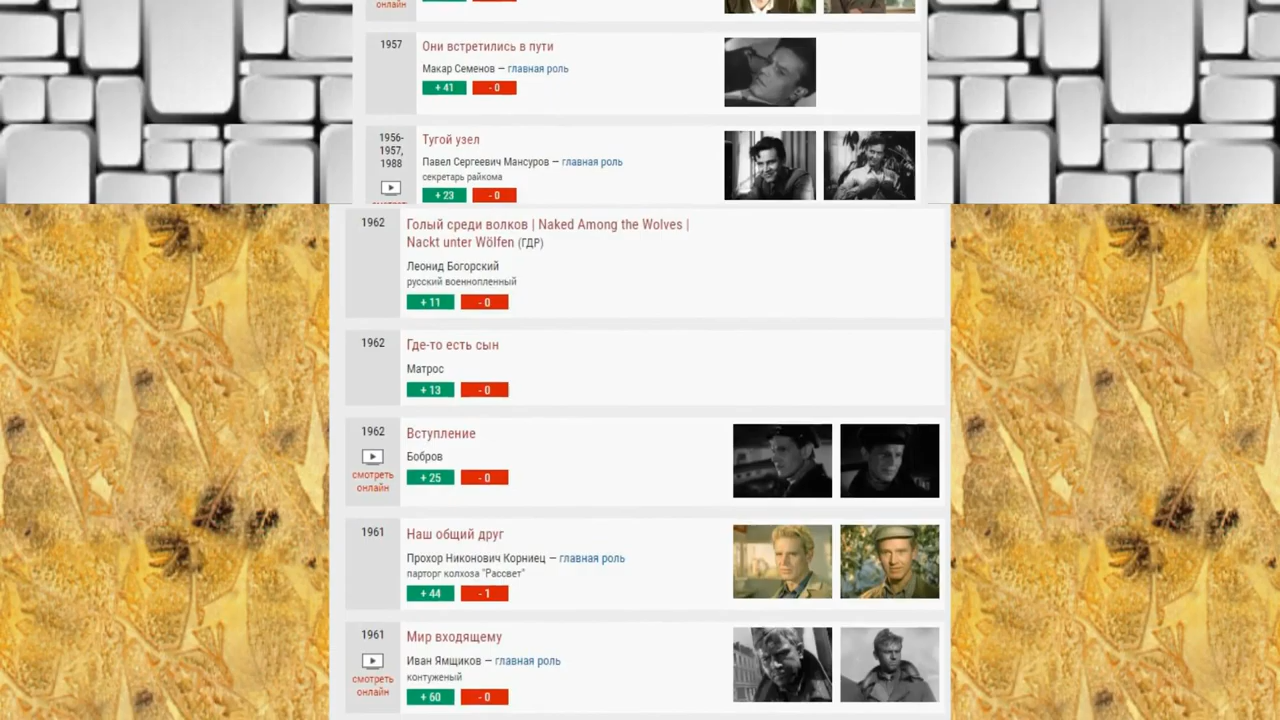 онлайн
1957
Они встретились в пути
Макар Семенов — главная роль
+ 41 - 0
1956-
1957,
1988
Тугой узел
Павел Сергеевич Мансуров — главная роль
секретарь райкома
+ 23 - 0
1962
Голый среди волков | Naked Among the Wolves |
Nackt unter Wölfen (ГДР)
Леонид Богорский
русский военнопленный
+ 11 - 0
1962
Где-то есть сын
Матрос
+ 13 - 0
1962
смотреть
онлайн
Вступление
Бобров
+ 25 - 0
1961
Наш общий друг
Прохор Никонович Корниец — главная роль
парторг колхоза "Рассвет"
+ 44 - 1
1961
смотреть
онлайн
Мир входящему
Иван Ямщиков — главная роль
контуженый
+ 60 - 0